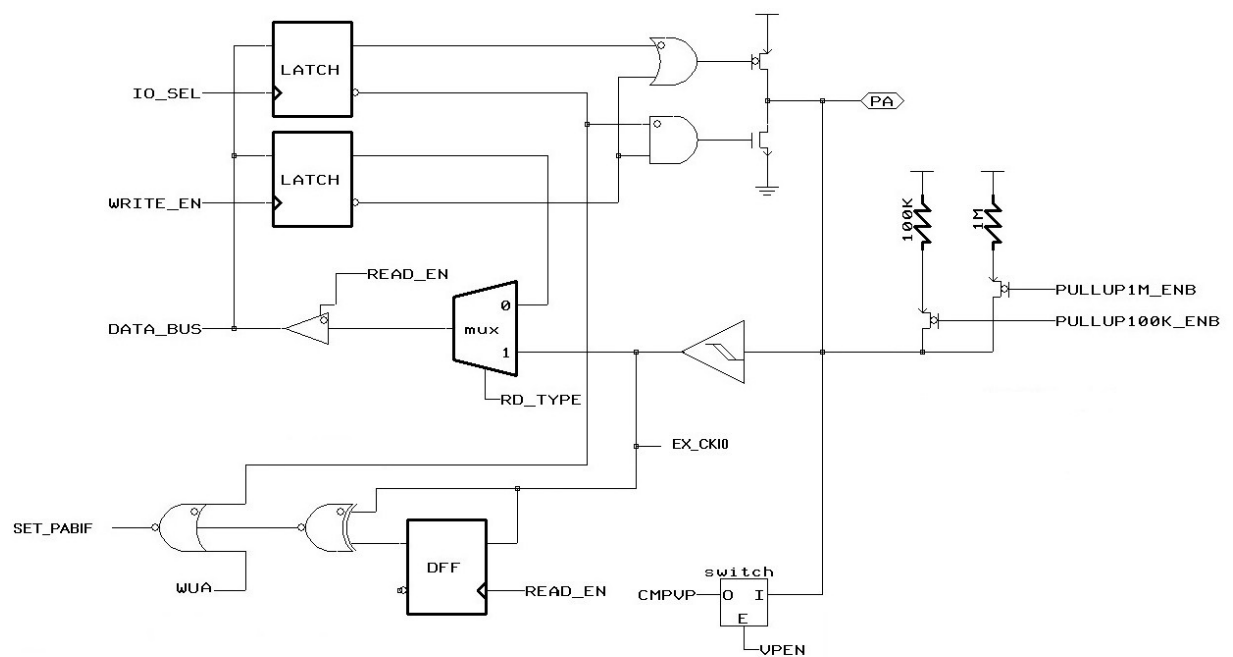 LATCH
IO_SEL
PA
LATCH
WRITE_EN
100K
1M
READ_EN
PULLUP1M_ENB
0
PULLUP100K_ENB
DATA_BUS
mux
1
RD_TYPE
EX_CKI0
SET_PABIF
DFF
switch
WUA
READ_EN
CMPVP
O I
E
VPEN